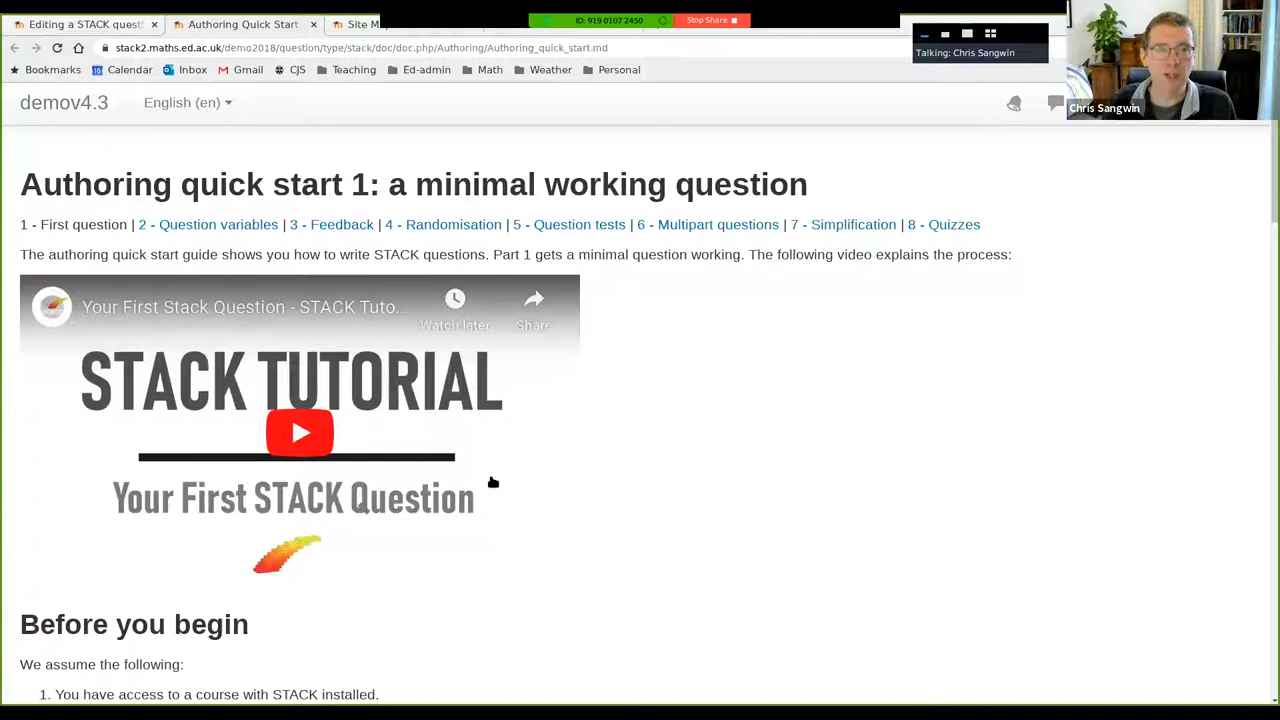 Editing a STACK quest
Authoring Quick Start
Site M
ID: 919 0107 2450
Stop Share
stack2.maths.ed.ac.uk/demo2018/question/type/stack/doc/doc.php/Authoring/Authoring_quick_start.md
Talking: Chris Sangwin
Bookmarks Calendar Inbox Gmail CJS Teaching Ed-admin Math Weather Personal
demov4.3 English (en)
Chris Sangwin
Authoring quick start 1: a minimal working question
1 - First question | 2 - Question variables | 3 - Feedback | 4 - Randomisation | 5 - Question tests | 6 - Multipart questions | 7 - Simplification | 8 - Quizzes
The authoring quick start guide shows you how to write STACK questions. Part 1 gets a minimal question working. The following video explains the process:
Your First Stack Question - STACK Tuto...
Watch later
Share
STACK TUTORIAL
Your First STACK Question
Before you begin
We assume the following:
1. You have access to a course with STACK installed.